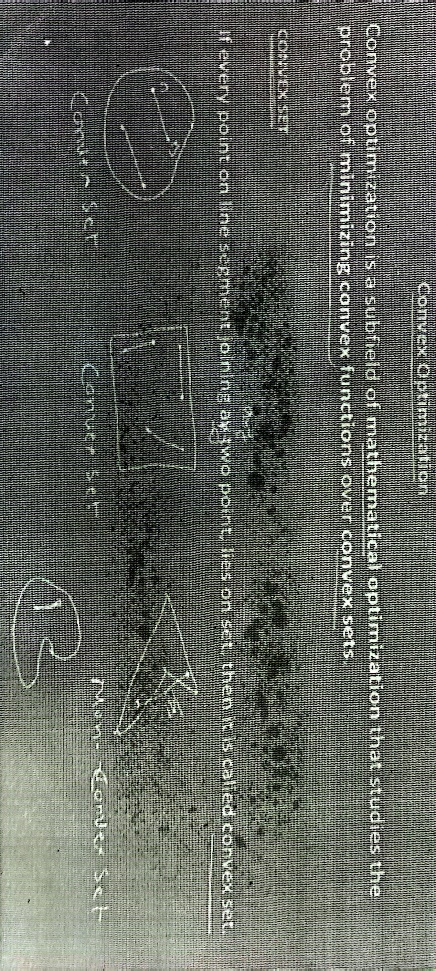 Convex Optimization
Convex optimization is a subfield of mathematical optimization that studies the
problem of minimizing convex functions over convex sets.
CONVEX SET
If every point on line segment joining any two point, lies on set, then it is called convex set.
Convex Set
Convex Set
Non-Convex Set